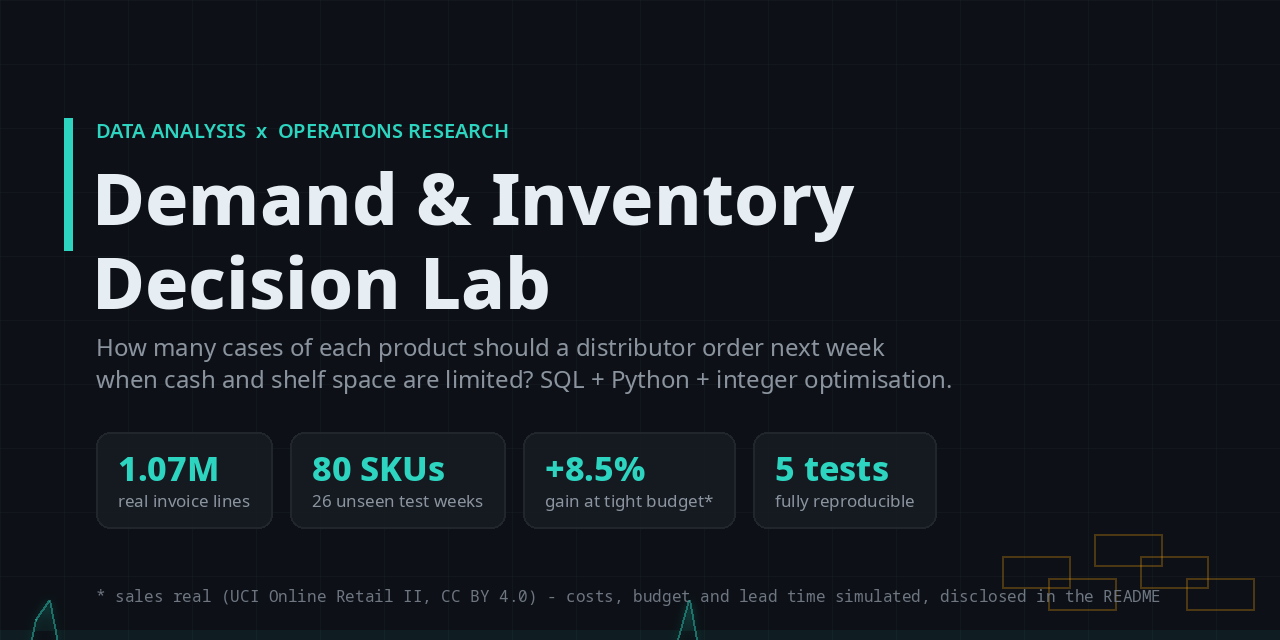 DATA ANALYSIS x OPERATIONS RESEARCH
Demand & Inventory
Decision Lab
How many cases of each product should a distributor order next week
when cash and shelf space are limited? SQL + Python + integer optimisation.
1.07M
real invoice lines
80 SKUs
26 unseen test weeks
+8.5%
gain at tight budget*
5 tests
fully reproducible
* sales real (UCI Online Retail II, CC BY 4.0) - costs, budget and lead time simulated, disclosed in the README